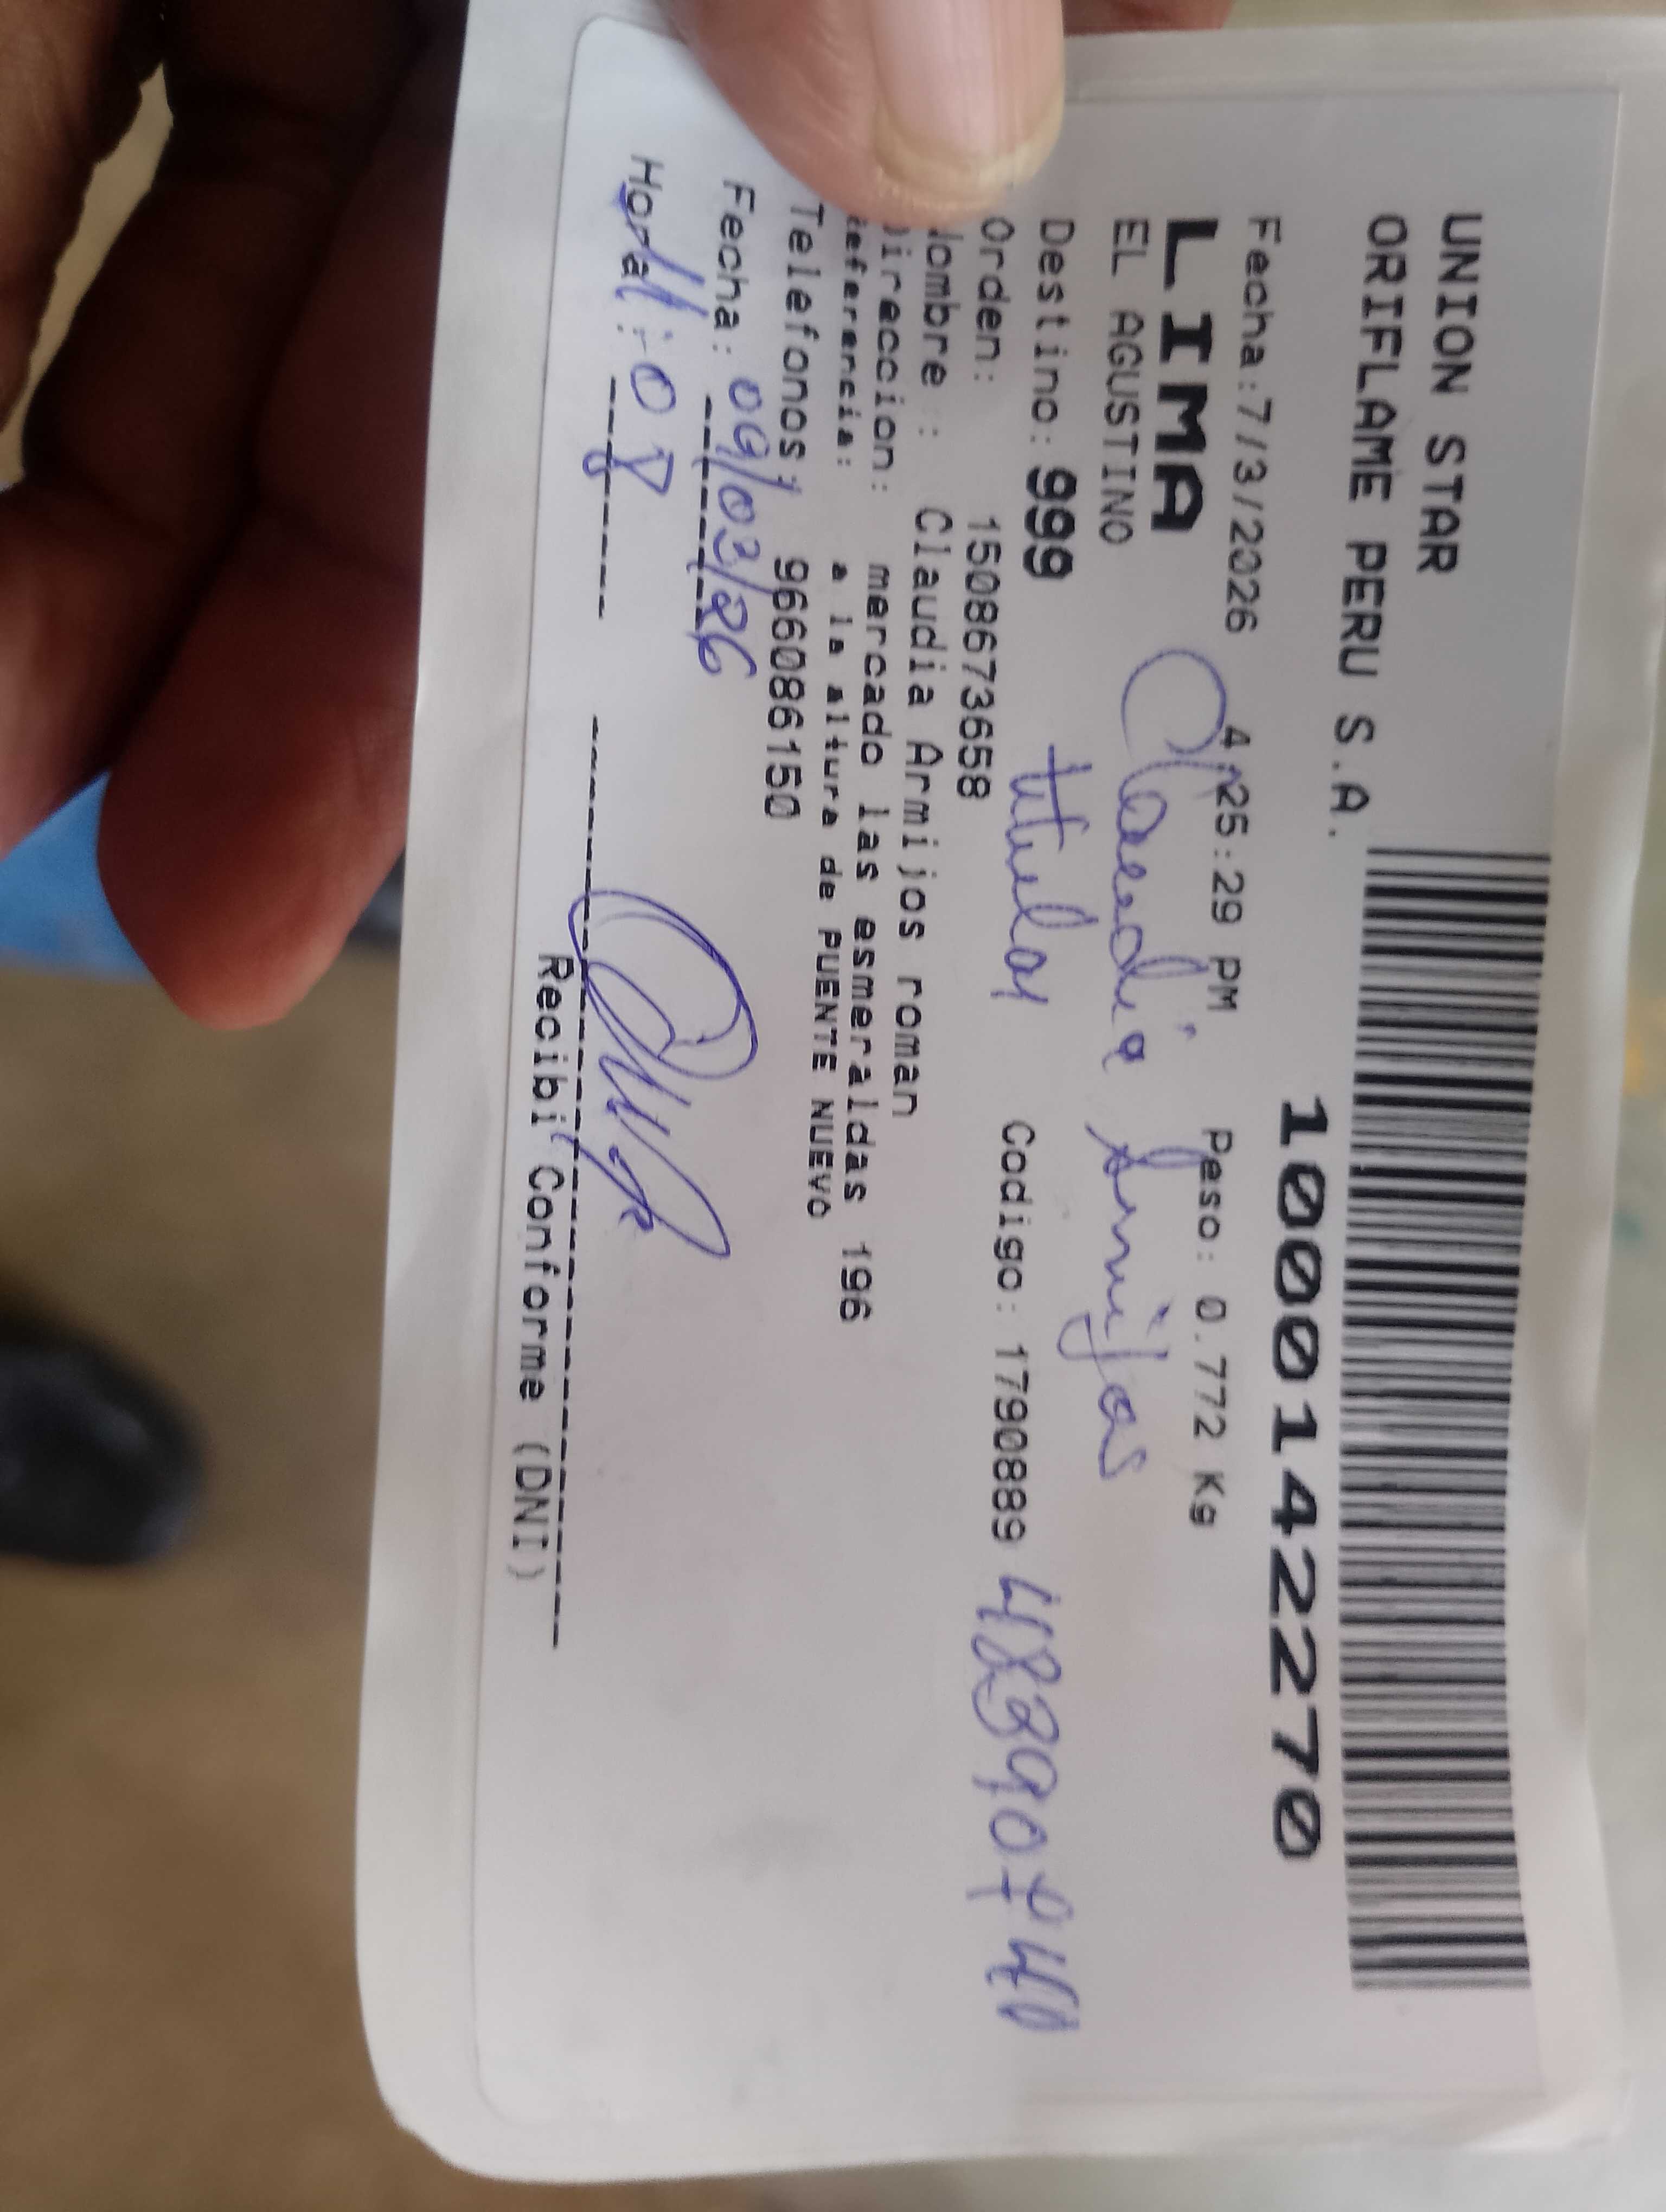 UNION STAR
ORIFLAME PERU S.A.
1000142270
Fecha:7/3/2026 4:25:29 PM Peso: 0.772 Kg
LIMA
EL AGUSTINO
Claudia Armijos
Destino: 999 titular
Orden: 15086673658 Codigo: 1790889
Nombre : Claudia Armijos roman
Direccion: mercado las esmeraldas 196
Referencia: a la altura de PUENTE NUEVO
Telefonos: 966086150
Fecha: 09/03/26
Hora: 11:08
Recibi Conforme (DNI)